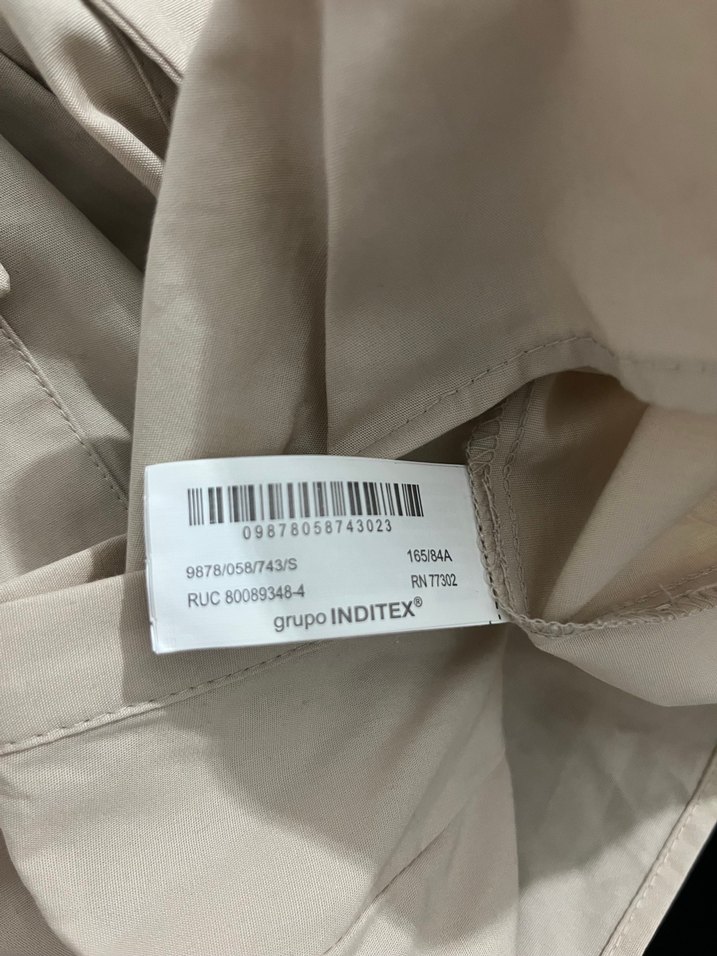 09878058743023
9878/058/743/S 165/84A
RUC 80089348-4 RN 77302
grupo INDITEX®